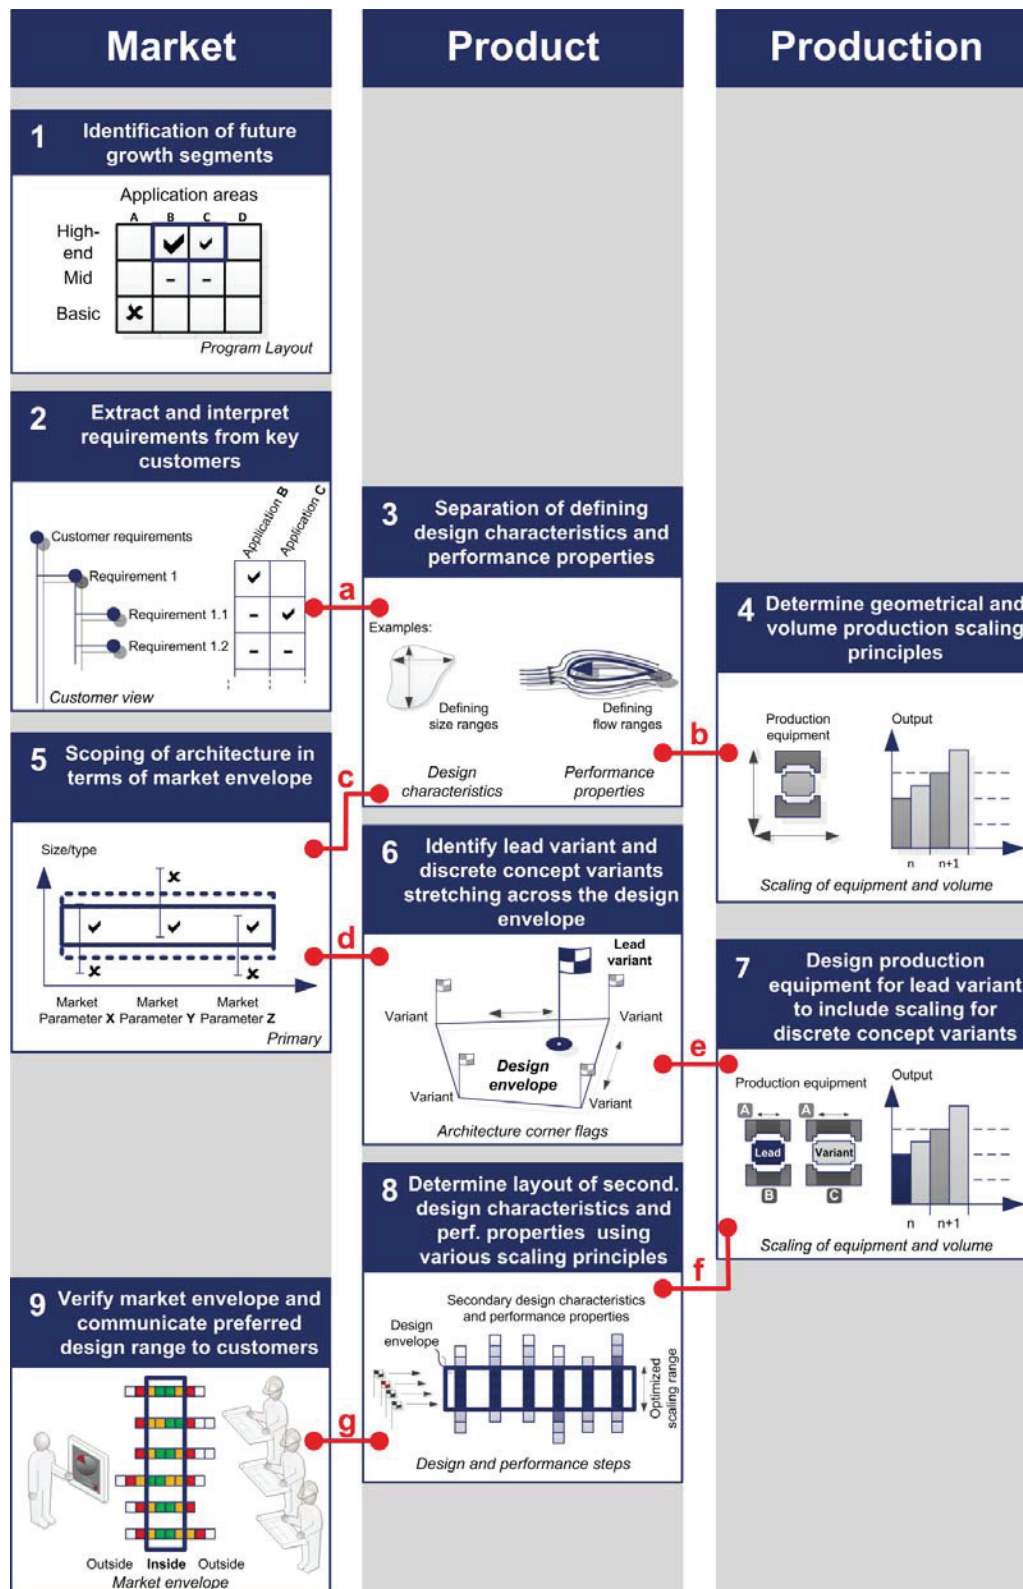 Market
Product
Production
1
Identification of future
growth segments
Application areas
A B C D
High-
end
Mid
- -
Basic
Program Layout
2
Extract and interpret
requirements from key
customers
Application B
Application C
Customer requirements
Requirement 1
Requirement 1.1
-
Requirement 1.2
- -
Customer view
a
3
Separation of defining
design characteristics and
performance properties
Examples:
Defining
size ranges
Defining
flow ranges
Design
characteristics
Performance
properties
b
4
Determine geometrical and
volume production scaling
principles
Production
equipment
Output
n n+1
Scaling of equipment and volume
5
Scoping of architecture in
terms of market envelope
c
Size/type
Market
Parameter X
Market
Parameter Y
Market
Parameter Z
Primary
d
6
Identify lead variant and
discrete concept variants
stretching across the design
envelope
Lead
variant
Variant
Variant
Design
envelope
Variant
Variant
Architecture corner flags
e
7
Design production
equipment for lead variant
to include scaling for
discrete concept variants
Production equipment
Output
A A
Lead Variant
B C
n n+1
Scaling of equipment and volume
8
Determine layout of second.
design characteristics and
perf. properties using
various scaling principles
f
Secondary design characteristics
and performance properties
Design
envelope
Optimized
scaling range
Design and performance steps
g
9
Verify market envelope and
communicate preferred
design range to customers
Outside Inside Outside
Market envelope